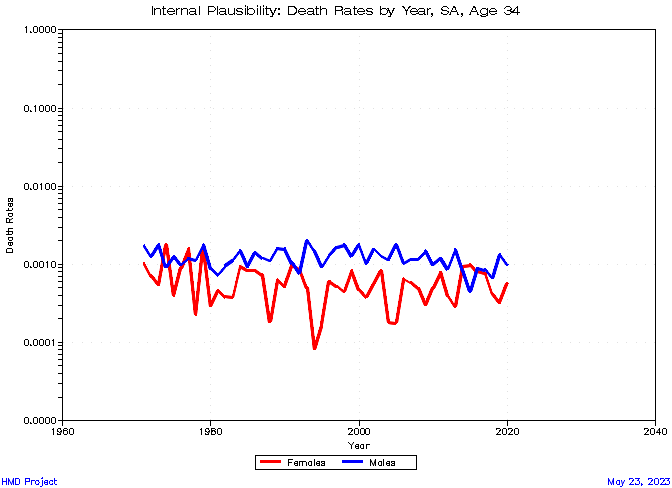 Internal Plausibility: Death Rates by Year, SA, Age 34
1.0000
0.1000
0.0100
0.0010
0.0001
0.0000
Death Rates
1960
1980
2000
2020
2040
Year
Females
Males
HMD Project
May 23, 2023